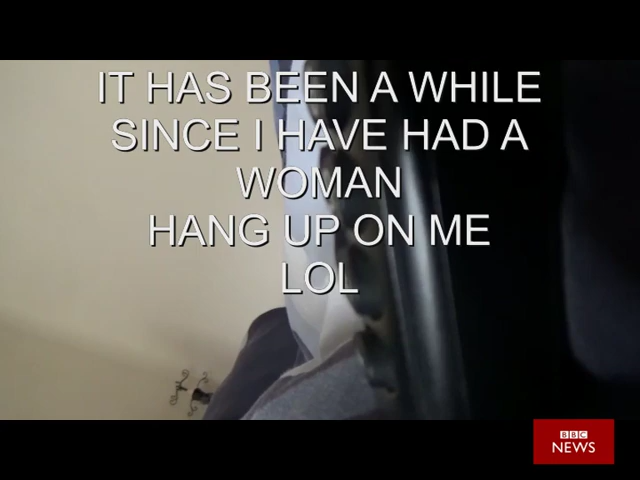 IT HAS BEEN A WHILE
SINCE I HAVE HAD A
WOMAN
HANG UP ON ME
LOL
BBC
NEWS